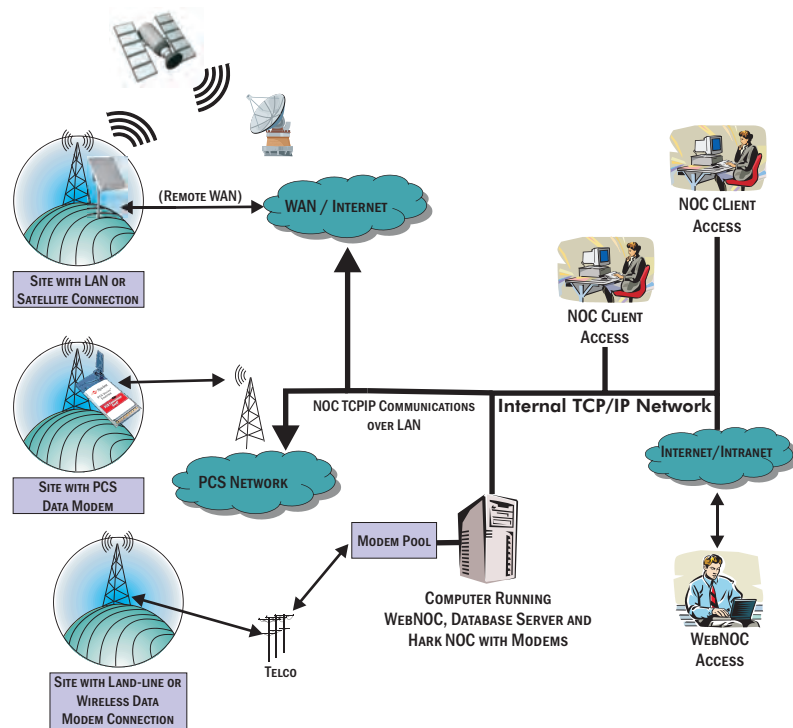 (Remote WAN)
WAN / Internet
NOC CLient
Access
Site with LAN or
Satellite Connection
NOC Client
Access
NOC TCPIP Communications
over LAN
Internal TCP/IP Network
Internet/Intranet
PCS Network
Site with PCS
Data Modem
Modem Pool
Computer Running
WebNOC, Database Server and
Hark NOC with Modems
WebNOC
Access
Telco
Site with Land-line or
Wireless Data
Modem Connection